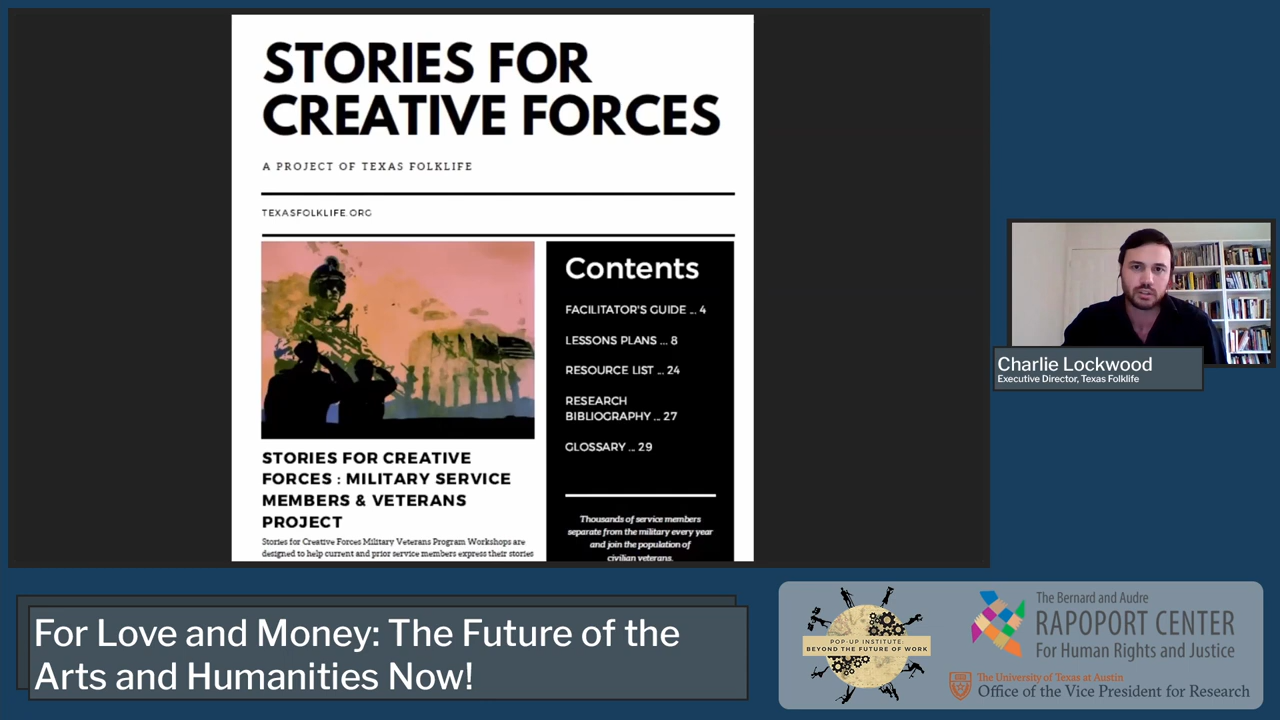 STORIES FOR
CREATIVE FORCES
A PROJECT OF TEXAS FOLKLIFE
TEXASFOLKLIFE.ORG
Contents
FACILITATOR'S GUIDE ... 4
LESSONS PLANS ... 8
RESOURCE LIST ... 24
RESEARCH
BIBLIOGRAPHY ... 27
GLOSSARY ... 29
Thousands of service members
separate from the military every year
and join the population of
civilian veterans.
STORIES FOR CREATIVE
FORCES : MILITARY SERVICE
MEMBERS & VETERANS
PROJECT
Stories for Creative Forces Military Veterans Program Workshops are
designed to help current and prior service members express their stories
Charlie Lockwood
Executive Director, Texas Folklife
For Love and Money: The Future of the
Arts and Humanities Now!
POP-UP INSTITUTE:
BEYOND THE FUTURE OF WORK
The Bernard and Audre
RAPOPORT CENTER
For Human Rights and Justice
The University of Texas at Austin
Office of the Vice President for Research